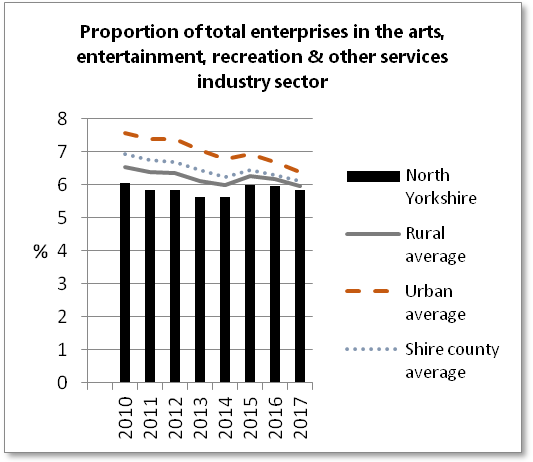 Proportion of total enterprises in the arts,
entertainment, recreation & other services
industry sector
8
7
6
5
% 4
3
2
1
0
2010
2011
2012
2013
2014
2015
2016
2017
North
Yorkshire
Rural
average
Urban
average
Shire county
average